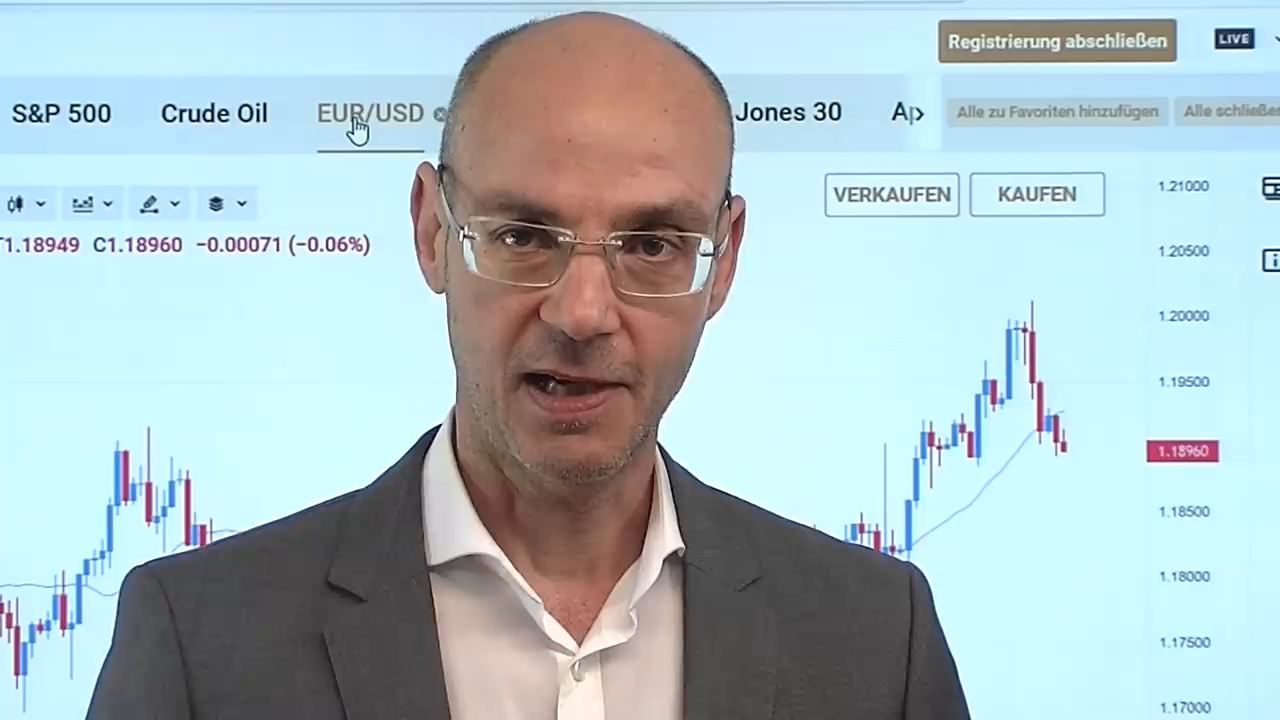 Registrierung abschließen
LIVE
S&P 500
Crude Oil
EUR/USD
Jones 30
Alle zu Favoriten hinzufügen
VERKAUFEN
KAUFEN
1.18949 C1.18960 −0.00071 (−0.06%)
1.21000
1.20500
1.20000
1.19500
1.18960
1.18500
1.18000
1.17500
1.17000